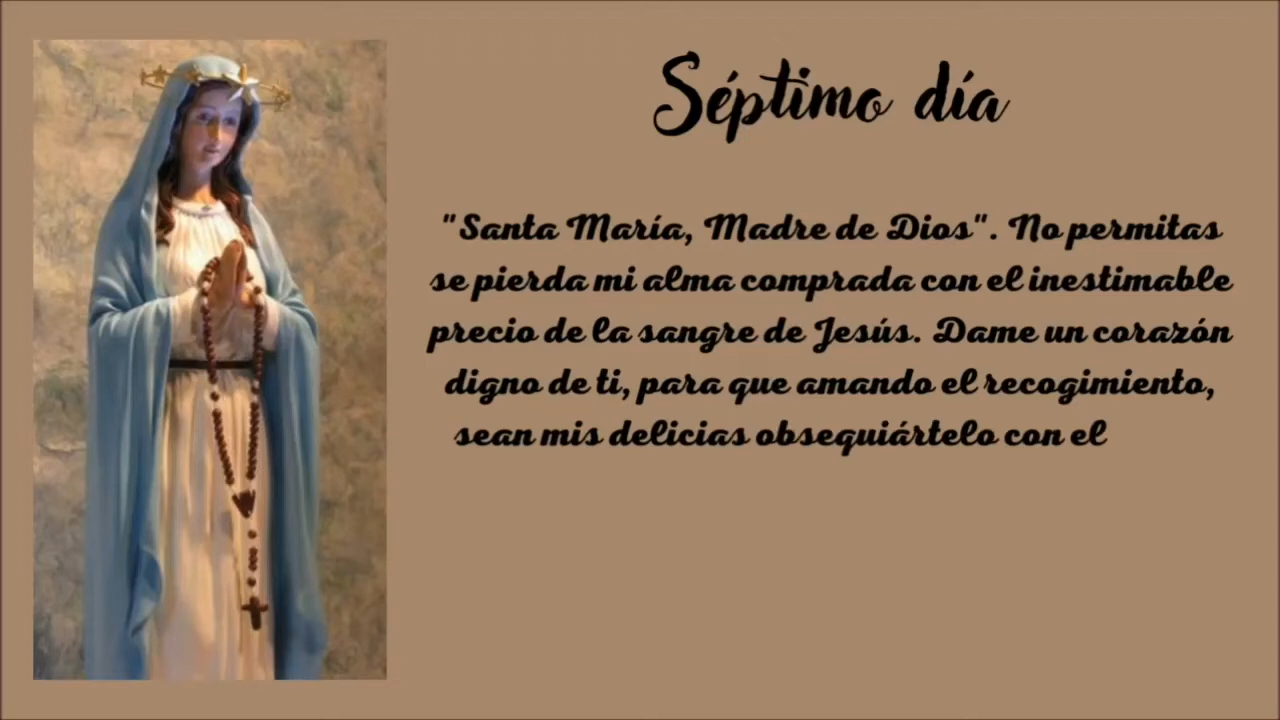 Séptimo día
"Santa María, Madre de Dios". No permitas
se pierda mi alma comprada con el inestimable
precio de la sangre de Jesús. Dame un corazón
digno de ti, para que amando el recogimiento,
sean mis delicias obsequiártelo con el